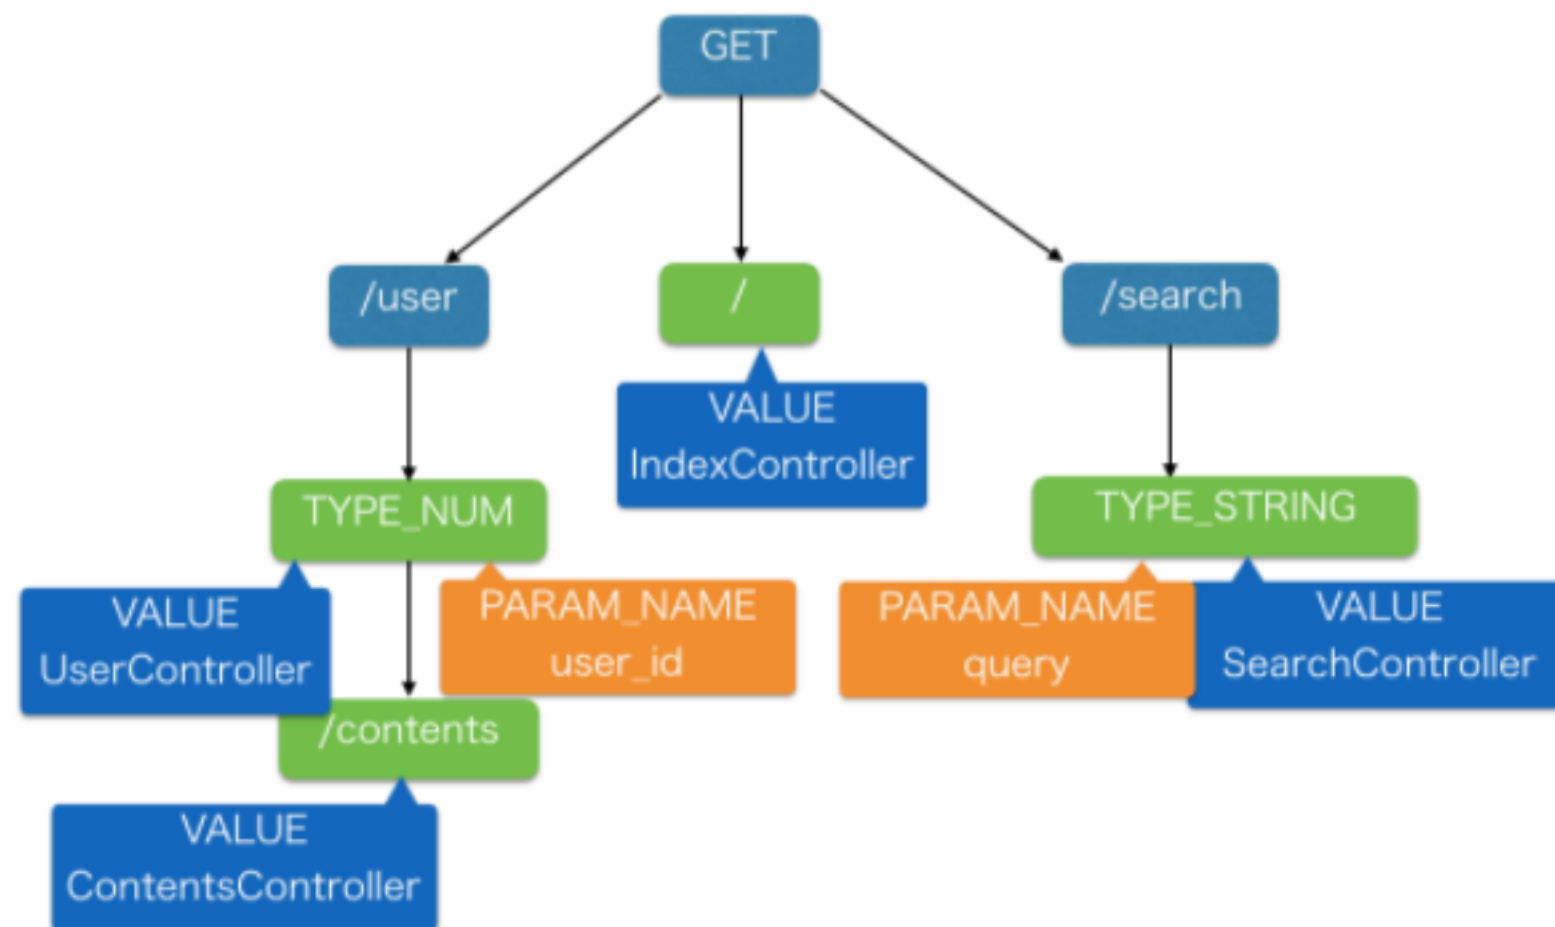 GET
/user
/
/search
VALUE
IndexController
TYPE_NUM
TYPE_STRING
VALUE
UserController
PARAM_NAME
user_id
PARAM_NAME
query
VALUE
SearchController
/contents
VALUE
ContentsController